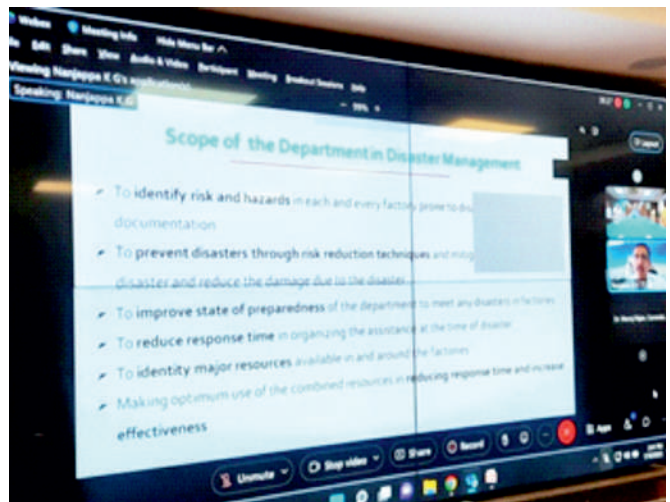 Webex Meeting Info Hide Menu Bar
File Edit Share View Audio & Video Participant Meeting Breakout Sessions Help
Viewing Nanjappa K G's application
Speaking: Nanjappa K G
Scope of the Department in Disaster Management
To identify risk and hazards in each and every factory prone to
documentation
To prevent disasters through risk reduction techniques and
disaster and reduce the damage due to the disaster
To improve state of preparedness of the department to meet any disasters in factories
To reduce response time in organizing the assistance at the time of disaster
To identity major resources available in and around the factories
Making optimum use of the combined resources in reducing response time and increase
effectiveness
Layout
Unmute Stop video Share Record
Apps